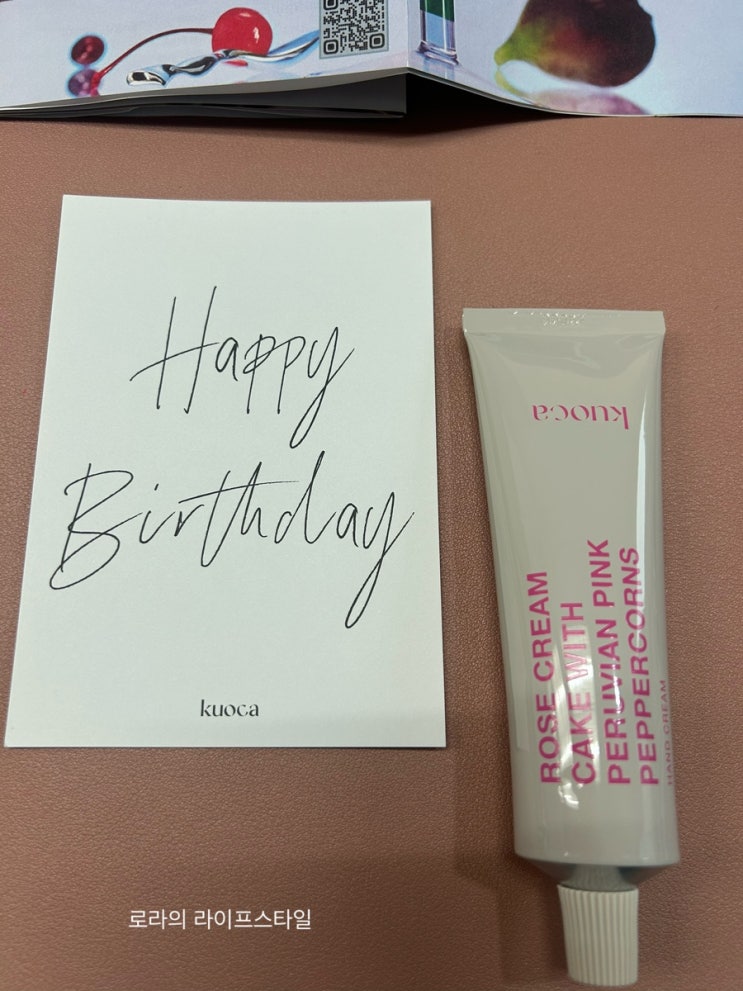 Happy
Birthday
kuoca
kuoca
ROSE CREAM
CAKE WITH
PERUVIAN PINK
PEPPERCORNS
HAND CREAM
로라의 라이프스타일